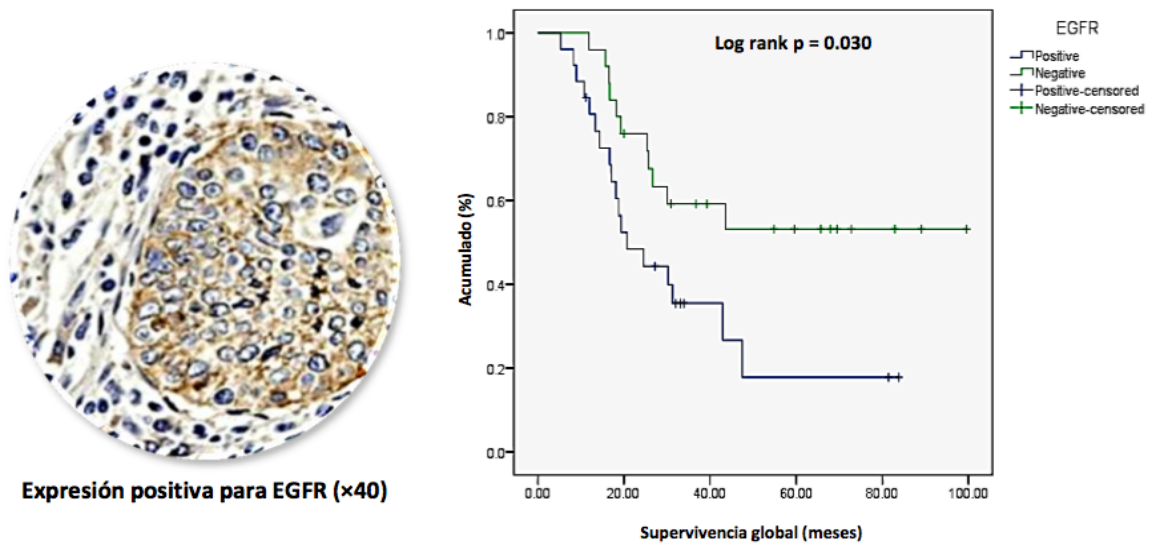 Expresión positiva para EGFR (×40)
Log rank p = 0.030
Acumulado (%)
1.0
0.8
0.6
0.4
0.2
0.0
0.00 20.00 40.00 60.00 80.00 100.00
Supervivencia global (meses)
EGFR
Positive
Negative
Positive-censored
Negative-censored